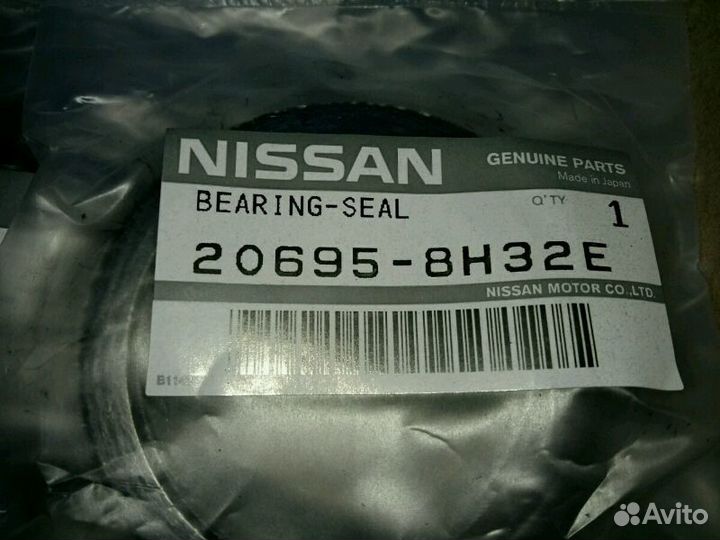 NISSAN
GENUINE PARTS
Made in Japan
BEARING-SEAL
Q'TY 1
20695-8H32E
NISSAN MOTOR CO.,LTD.
Avito